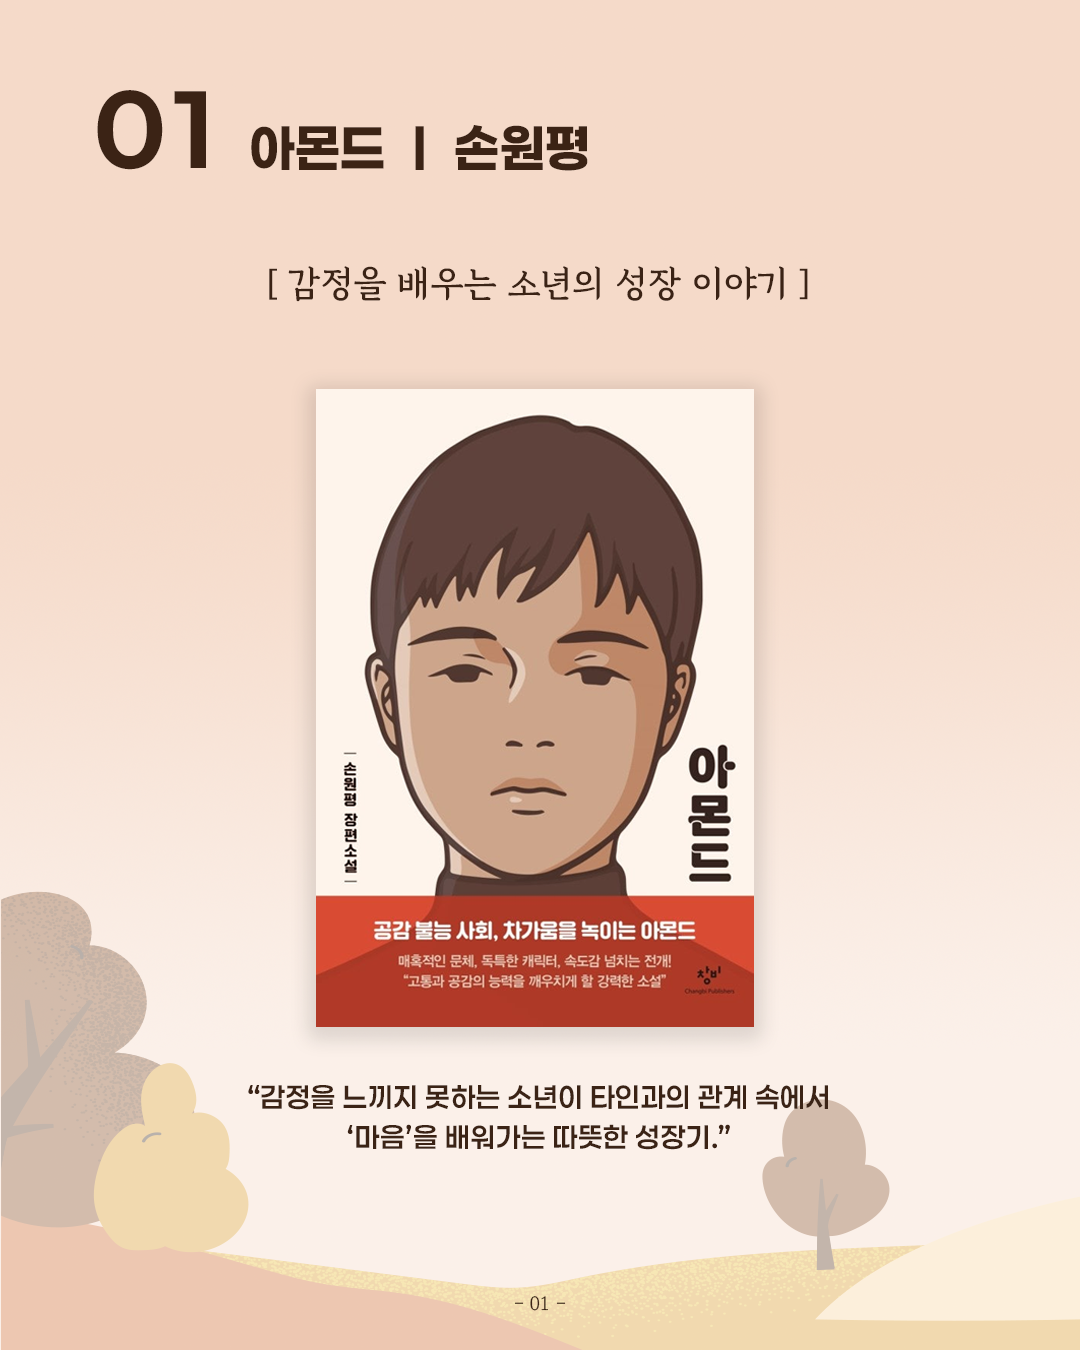 01 아몬드 | 손원평
[ 감정을 배우는 소년의 성장 이야기 ]
손원평 장편소설
아몬드
공감 불능 사회, 차가움을 녹이는 아몬드
매혹적인 문체, 독특한 캐릭터, 속도감 넘치는 전개!
“고통과 공감의 능력을 깨우치게 할 강력한 소설”
창비
Changbi Publishers
“감정을 느끼지 못하는 소년이 타인과의 관계 속에서
‘마음’을 배워가는 따뜻한 성장기.”
- 01 -